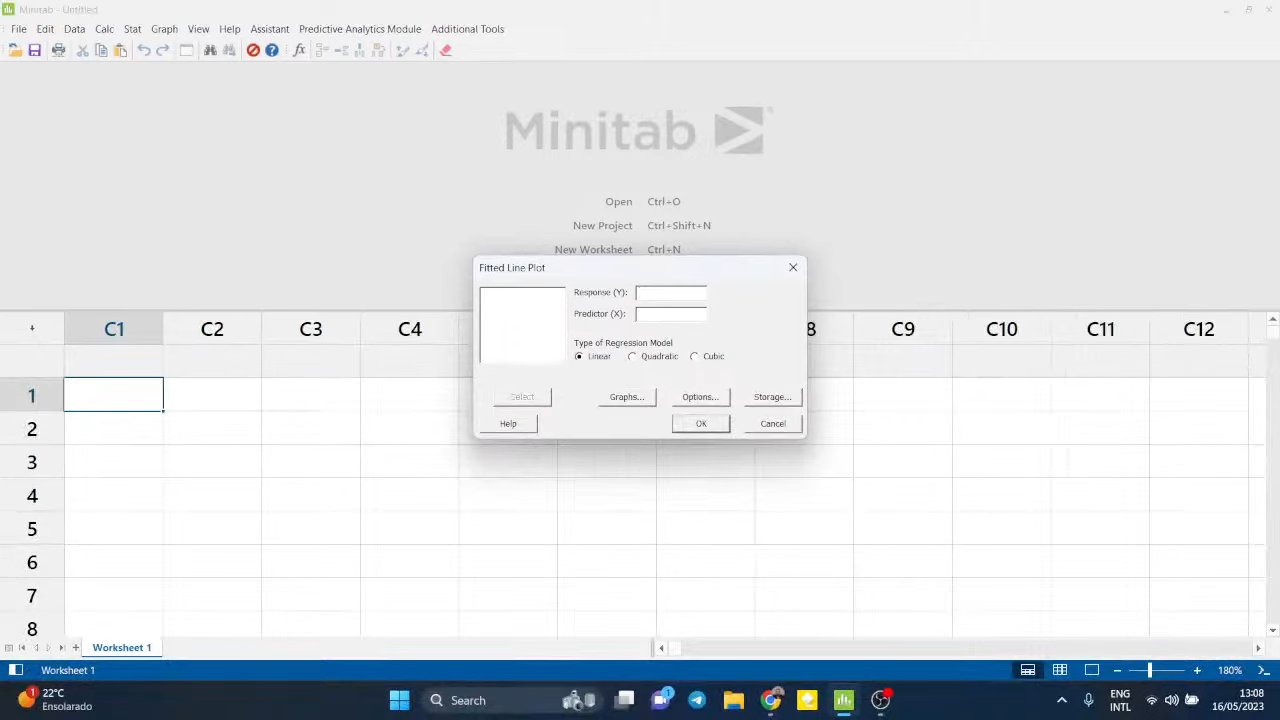 Minitab - Untitled
File Edit Data Calc Stat Graph View Help Assistant Predictive Analytics Module Additional Tools
Minitab
Open Ctrl+O
New Project Ctrl+Shift+N
New Worksheet Ctrl+N
Fitted Line Plot
Response (Y):
Predictor (X):
Type of Regression Model
Linear Quadratic Cubic
Select Graphs... Options... Storage...
Help OK Cancel
C1 C2 C3 C4 8 C9 C10 C11 C12
1
2
3
4
5
6
7
8
Worksheet 1
Worksheet 1 180%
22°C
Ensolarado
1
Search
1
ENG
INTL
13:08
16/05/2023